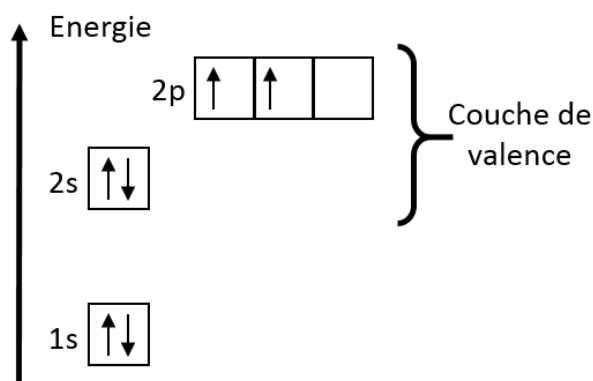 Energie
2p
Couche de
valence
2s
1s